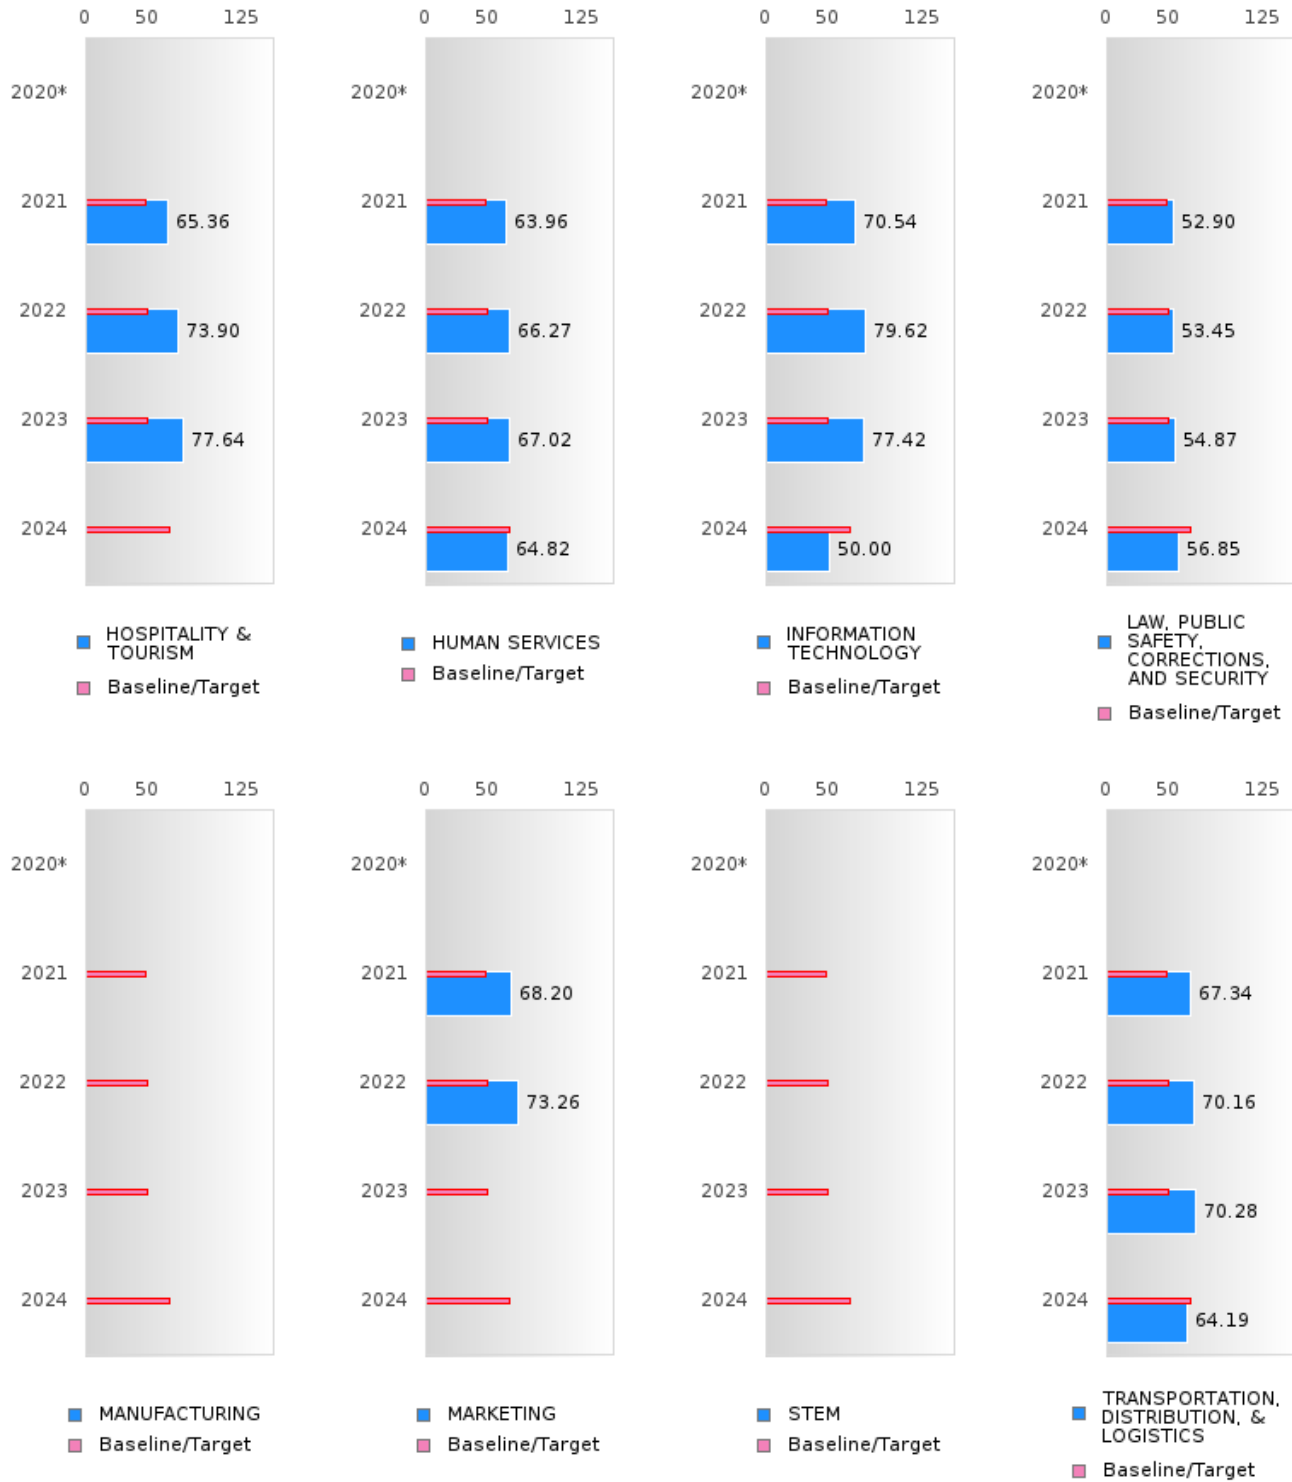 0 50 125
2020*
2021 65.36
2022 73.90
2023 77.64
2024
HOSPITALITY &
TOURISM
Baseline/Target
0 50 125
2020*
2021 63.96
2022 66.27
2023 67.02
2024 64.82
HUMAN SERVICES
Baseline/Target
0 50 125
2020*
2021 70.54
2022 79.62
2023 77.42
2024 50.00
INFORMATION
TECHNOLOGY
Baseline/Target
0 50 125
2020*
2021 52.90
2022 53.45
2023 54.87
2024 56.85
LAW, PUBLIC
SAFETY,
CORRECTIONS,
AND SECURITY
Baseline/Target
0 50 125
2020*
2021
2022
2023
2024
MANUFACTURING
Baseline/Target
0 50 125
2020*
2021 68.20
2022 73.26
2023
2024
MARKETING
Baseline/Target
0 50 125
2020*
2021
2022
2023
2024
STEM
Baseline/Target
0 50 125
2020*
2021 67.34
2022 70.16
2023 70.28
2024 64.19
TRANSPORTATION,
DISTRIBUTION, &
LOGISTICS
Baseline/Target